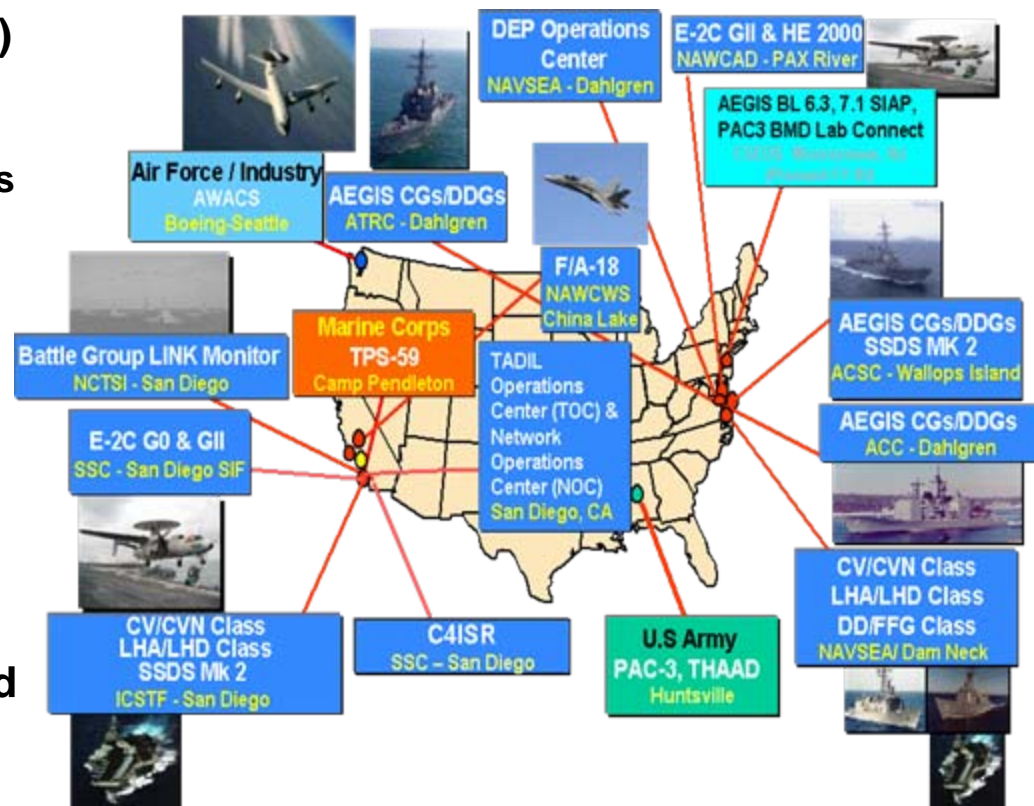 )
s
d
DEP Operations
Center
NAVSEA - Dahlgren
E-2C GII & HE 2000
NAWCAD - PAX River
AEGIS BL 6.3, 7.1 SIAP,
PAC3 BMD Lab Connect
Air Force / Industry
AWACS
Boeing-Seattle
AEGIS CGs/DDGs
ATRC - Dahlgren
F/A-18
NAWCWS
China Lake
Marine Corps
TPS-59
Camp Pendleton
Battle Group LINK Monitor
NCTSI - San Diego
TADIL
Operations
Center (TOC) &
Network
Operations
Center (NOC)
San Diego, CA
AEGIS CGs/DDGs
SSDS MK 2
ACSC - Wallops Island
E-2C G0 & GII
SSC - San Diego SIF
AEGIS CGs/DDGs
ACC - Dahlgren
CV/CVN Class
LHA/LHD Class
DD/FFG Class
NAVSEA/ Dam Neck
CV/CVN Class
LHA/LHD Class
SSDS Mk 2
ICSTF - San Diego
C4ISR
SSC – San Diego
U.S Army
PAC-3, THAAD
Huntsville